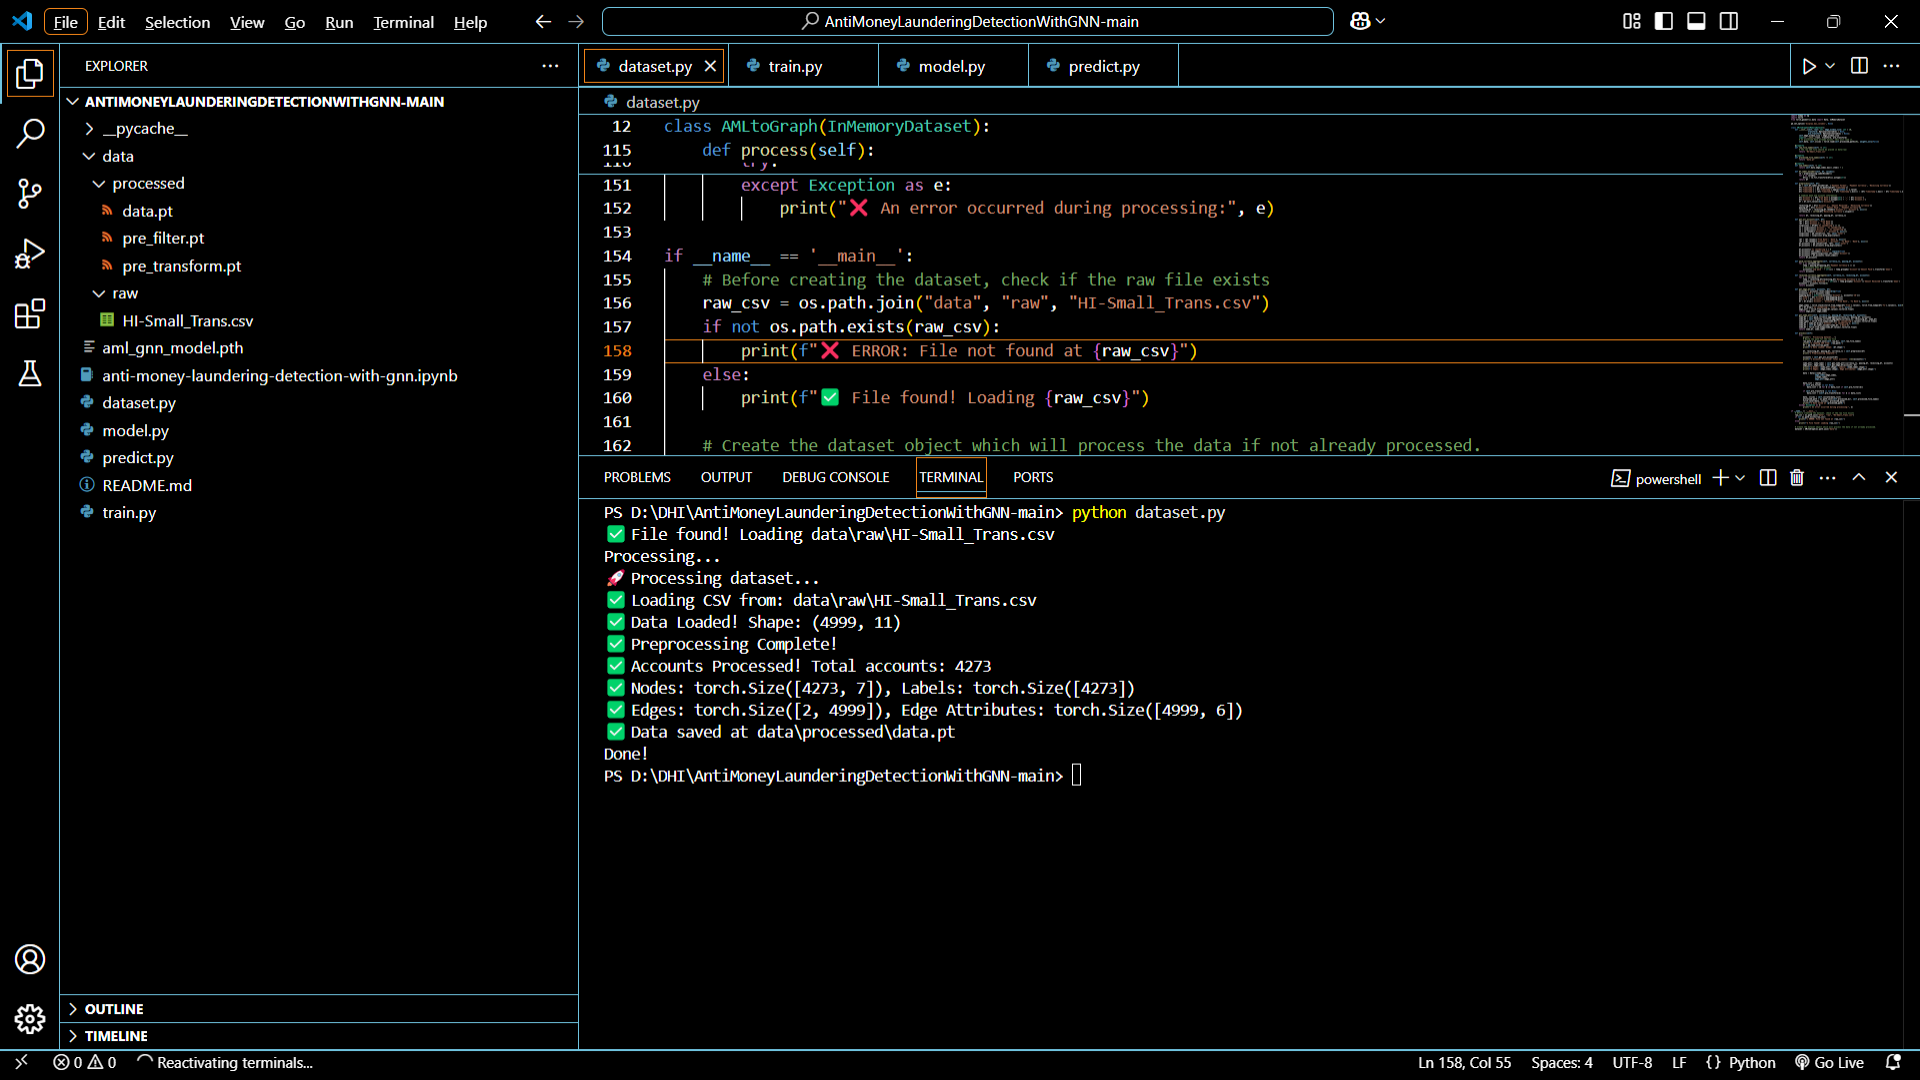 File Edit Selection View Go Run Terminal Help
AntiMoneyLaunderingDetectionWithGNN-main
EXPLORER
ANTIMONEYLAUNDERINGDETECTIONWITHGNN-MAIN
__pycache__
data
processed
data.pt
pre_filter.pt
pre_transform.pt
raw
HI-Small_Trans.csv
aml_gnn_model.pth
anti-money-laundering-detection-with-gnn.ipynb
dataset.py
model.py
predict.py
README.md
train.py
OUTLINE
TIMELINE
dataset.py train.py model.py predict.py
dataset.py
12 class AMLtoGraph(InMemoryDataset):
115 def process(self):
116 try:
151 except Exception as e:
152 print("❌ An error occurred during processing:", e)
153
154 if __name__ == '__main__':
155 # Before creating the dataset, check if the raw file exists
156 raw_csv = os.path.join("data", "raw", "HI-Small_Trans.csv")
157 if not os.path.exists(raw_csv):
158 print(f"❌ ERROR: File not found at {raw_csv}")
159 else:
160 print(f"✅ File found! Loading {raw_csv}")
161
162 # Create the dataset object which will process the data if not already processed.
PROBLEMS OUTPUT DEBUG CONSOLE TERMINAL PORTS
powershell
PS D:\DHI\AntiMoneyLaunderingDetectionWithGNN-main> python dataset.py
✅ File found! Loading data\raw\HI-Small_Trans.csv
Processing...
🚀 Processing dataset...
✅ Loading CSV from: data\raw\HI-Small_Trans.csv
✅ Data Loaded! Shape: (4999, 11)
✅ Preprocessing Complete!
✅ Accounts Processed! Total accounts: 4273
✅ Nodes: torch.Size([4273, 7]), Labels: torch.Size([4273])
✅ Edges: torch.Size([2, 4999]), Edge Attributes: torch.Size([4999, 6])
✅ Data saved at data\processed\data.pt
Done!
PS D:\DHI\AntiMoneyLaunderingDetectionWithGNN-main>
0 0 Reactivating terminals...
Ln 158, Col 55 Spaces: 4 UTF-8 LF {} Python Go Live